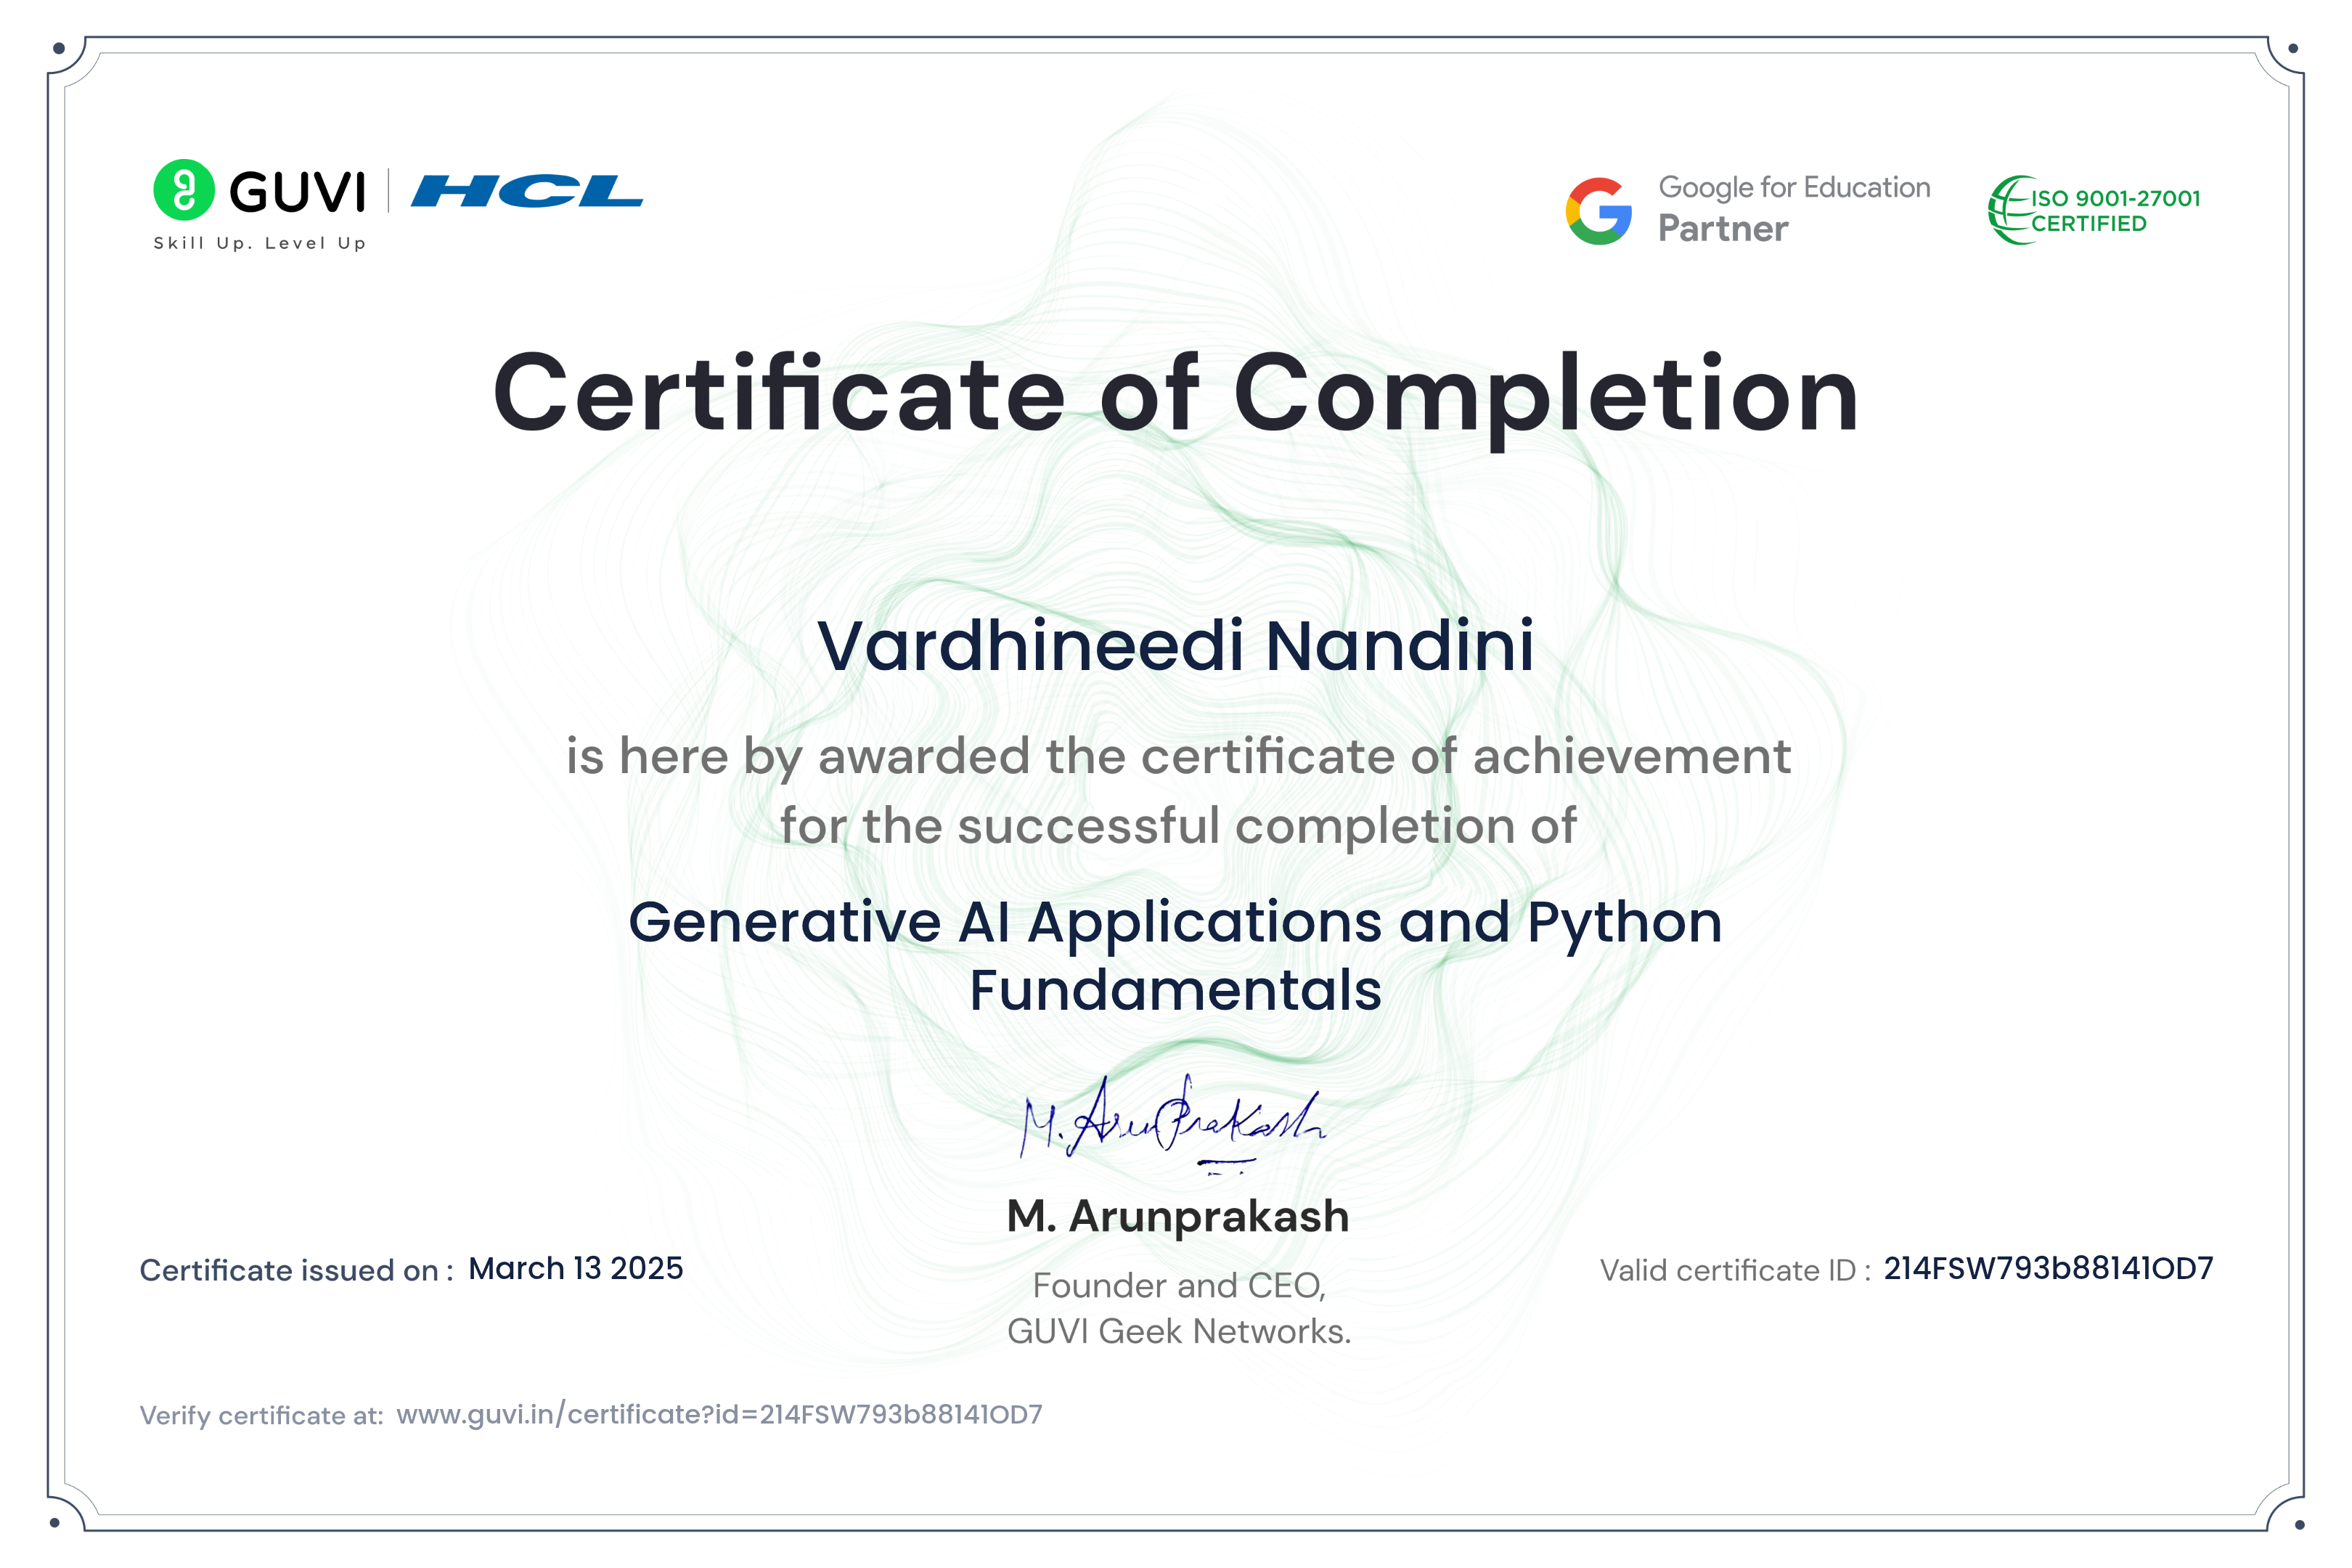 GUVI
HCL
Skill Up. Level Up
Google for Education
Partner
ISO 9001-27001
CERTIFIED
Certificate of Completion
Vardhineedi Nandini
is here by awarded the certificate of achievement
for the successful completion of
Generative AI Applications and Python
Fundamentals
M. ArunPrakash
M. Arunprakash
Founder and CEO,
GUVI Geek Networks.
Certificate issued on : March 13 2025
Valid certificate ID : 214FSW793b88141OD7
Verify certificate at: www.guvi.in/certificate?id=214FSW793b88141OD7